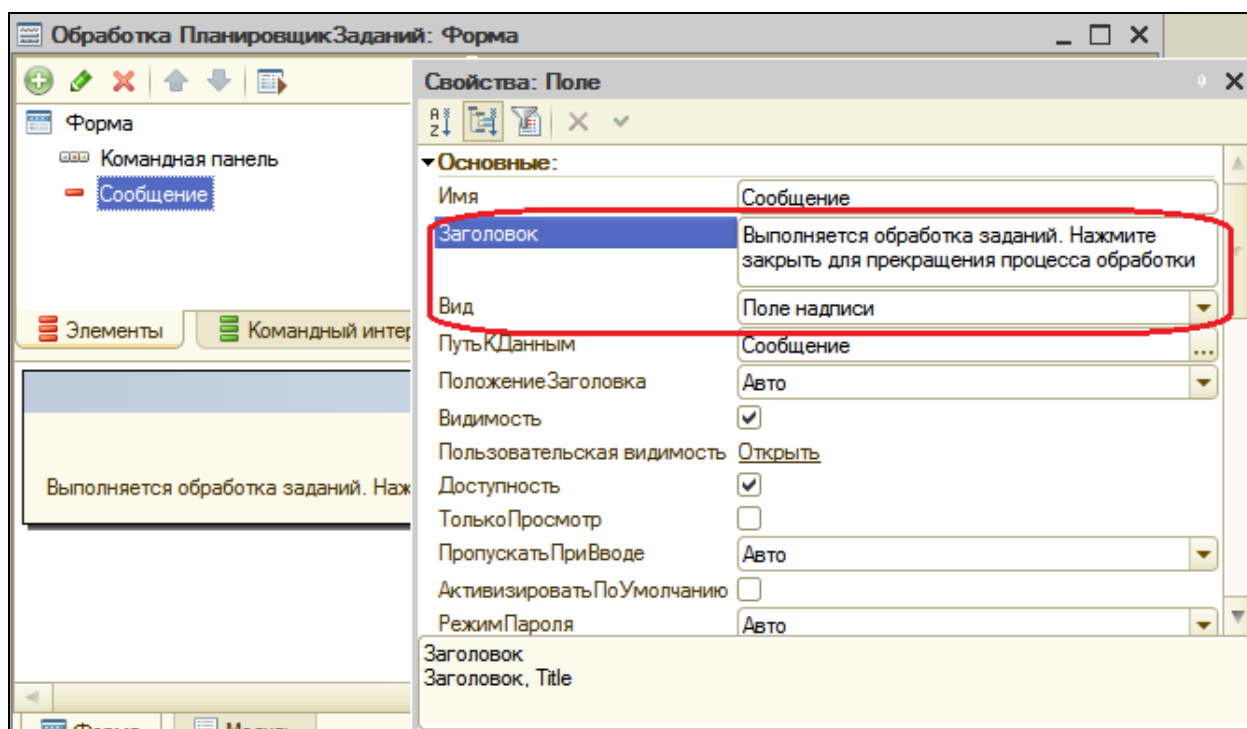 Обработка ПланировщикЗаданий: Форма
Форма
Командная панель
Сообщение
Элементы
Командный интер
Выполняется обработка заданий. Наж
Свойства: Поле
Основные:
Имя
Сообщение
Заголовок
Выполняется обработка заданий. Нажмите
закрыть для прекращения процесса обработки
Вид
Поле надписи
ПутьКДанным
Сообщение
...
ПоложениеЗаголовка
Авто
Видимость
Пользовательская видимость
Открыть
Доступность
ТолькоПросмотр
ПропускатьПриВводе
Авто
АктивизироватьПоУмолчанию
РежимПароля
Авто
Заголовок
Заголовок, Title